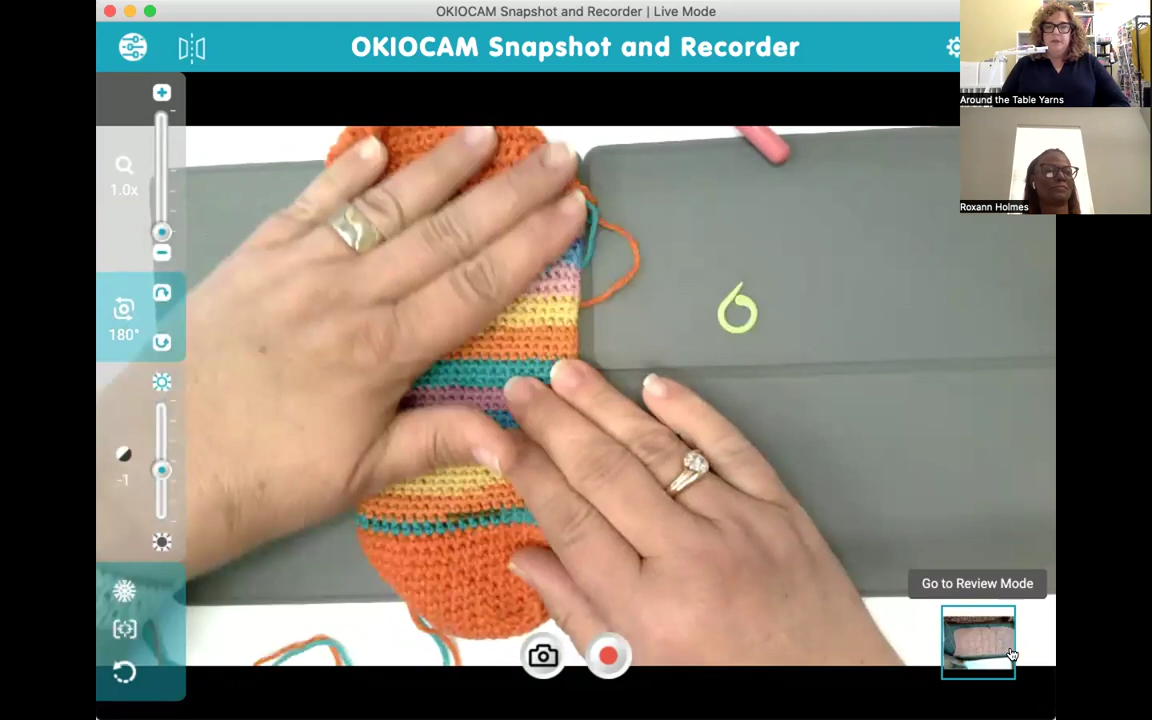 OKIOCAM Snapshot and Recorder | Live Mode
OKIOCAM Snapshot and Recorder
Around the Table Yarns
1.0x
Roxann Holmes
180°
-1
Go to Review Mode